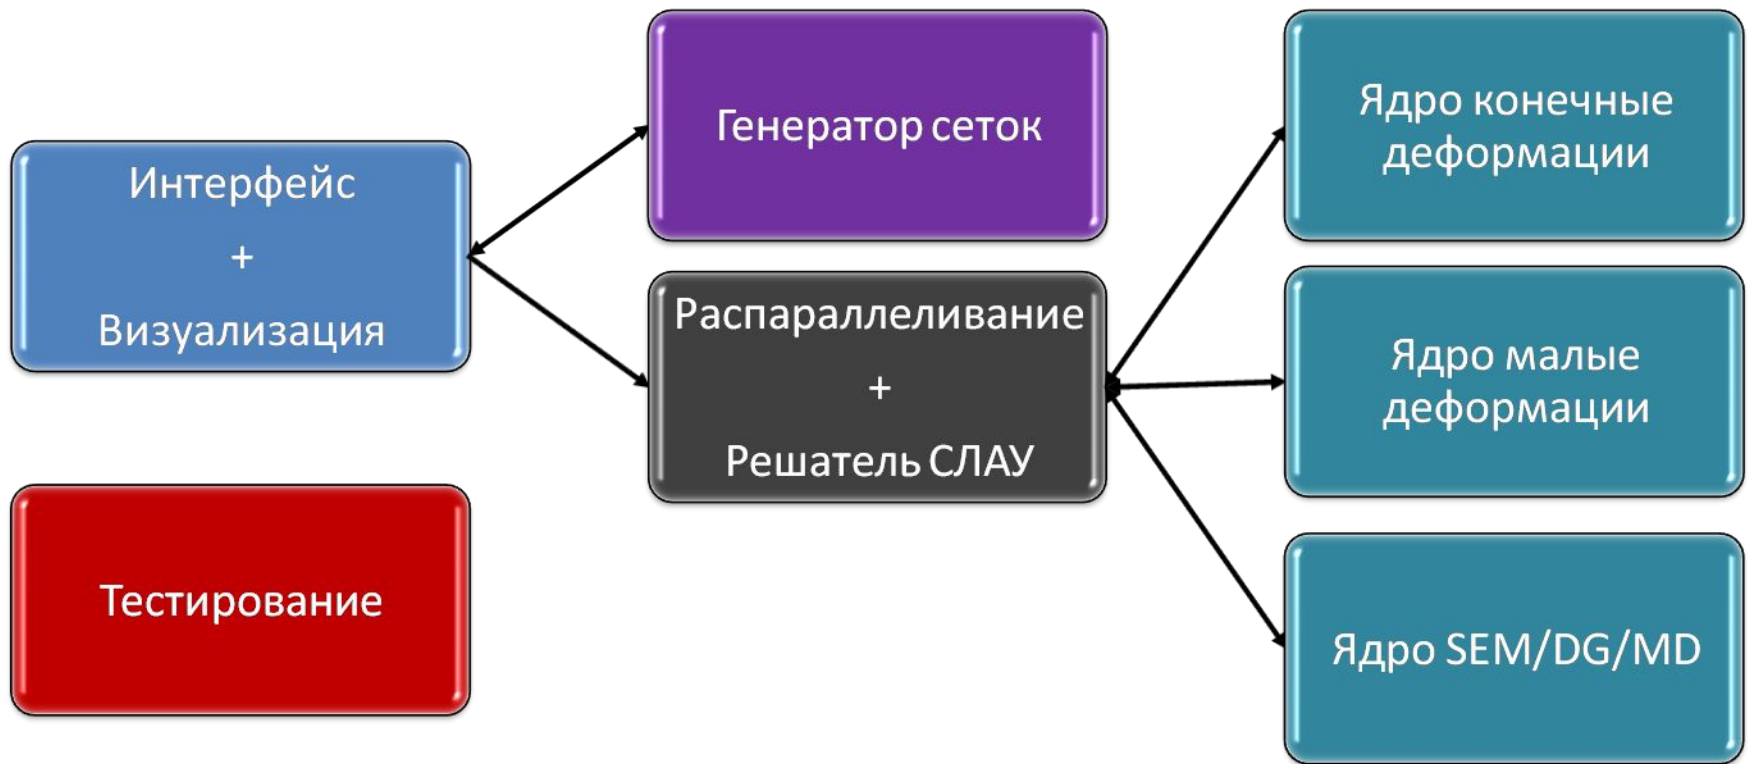 Интерфейс
+
Визуализация
Тестирование
Генератор сеток
Распараллеливание
+
Решатель СЛАУ
Ядро конечные
деформации
Ядро малые
деформации
Ядро SEM/DG/MD